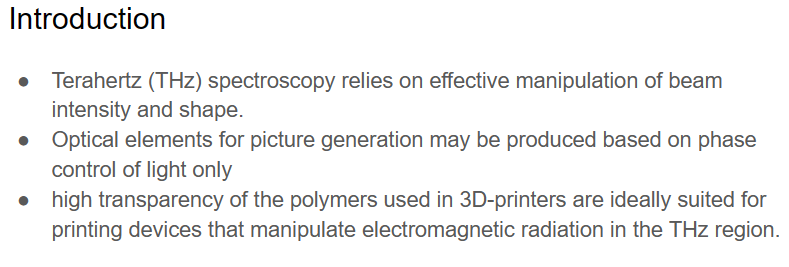 Introduction
● Terahertz (THz) spectroscopy relies on effective manipulation of beam
intensity and shape.
● Optical elements for picture generation may be produced based on phase
control of light only
● high transparency of the polymers used in 3D-printers are ideally suited for
printing devices that manipulate electromagnetic radiation in the THz region.